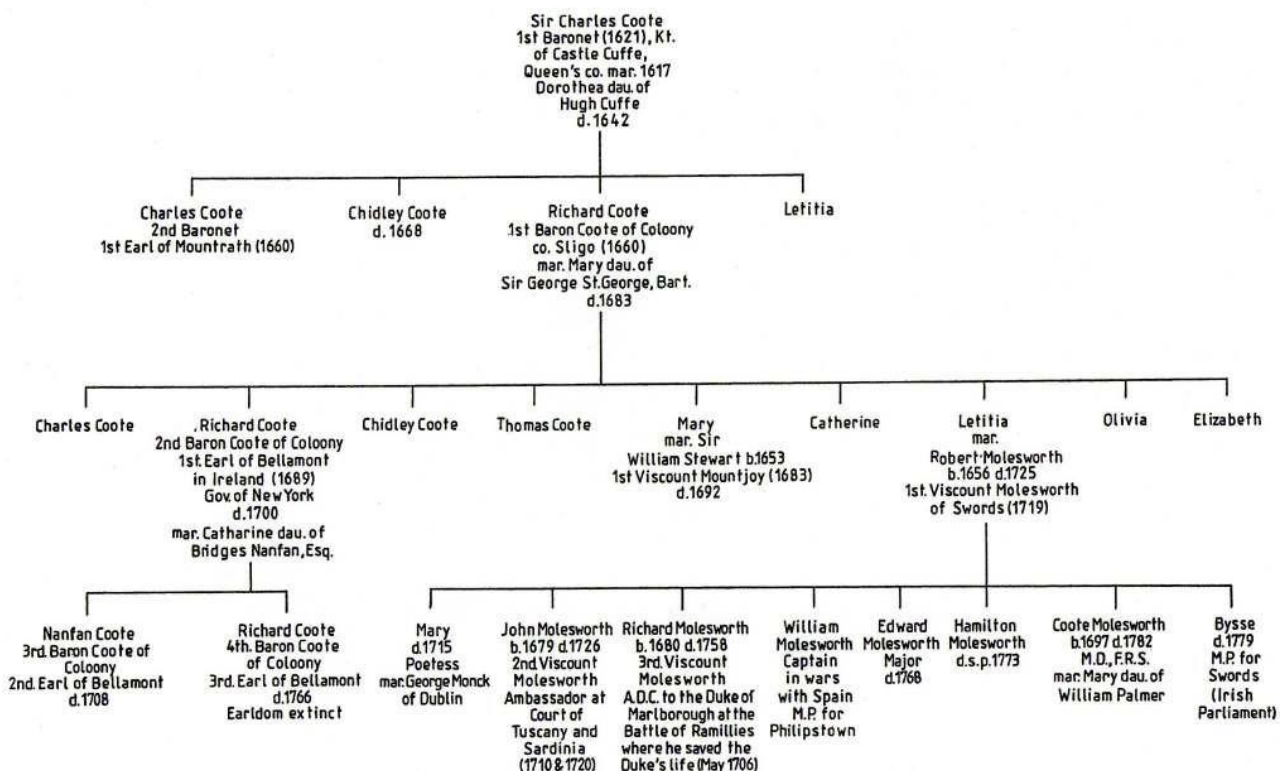 Sir Charles Coote
1st Baronet (1621), Kt.
of Castle Cuffe,
Queen's co. mar. 1617
Dorothea dau. of
Hugh Cuffe
d. 1642
Charles Coote
2nd Baronet
1st Earl of Mountrath (1660)
Chidley Coote
d. 1668
Richard Coote
1st Baron Coote of Coloony
co. Sligo (1660)
mar. Mary dau. of
Sir George St. George, Bart.
d.1683
Letitia
Charles Coote
Richard Coote
2nd Baron Coote of Coloony
1st. Earl of Bellamont
in Ireland (1689)
Gov. of New York
d.1700
mar. Catharine dau. of
Bridges Nanfan, Esq.
Chidley Coote
Thomas Coote
Mary
mar. Sir
William Stewart b.1653
1st Viscount Mountjoy (1683)
d.1692
Catherine
Letitia
mar.
Robert Molesworth
b.1656 d.1725
1st. Viscount Molesworth
of Swords (1719)
Olivia
Elizabeth
Nanfan Coote
3rd. Baron Coote of
Coloony
2nd. Earl of Bellamont
d.1708
Richard Coote
4th. Baron Coote
of Coloony
3rd. Earl of Bellamont
d.1766
Earldom extinct
Mary
d.1715
Poetess
mar. George Monck
of Dublin
John Molesworth
b.1679 d.1726
2nd Viscount
Molesworth
Ambassador at
Court of
Tuscany and
Sardinia
(1710 & 1720)
Richard Molesworth
b. 1680 d. 1758
3rd. Viscount
Molesworth
A.D.C. to the Duke of
Marlborough at the
Battle of Ramillies
where he saved the
Duke's life (May 1706)
William
Molesworth
Captain
in wars
with Spain
M.P. for
Philipstown
Edward
Molesworth
Major
d.1768
Hamilton
Molesworth
d.s.p.1773
Coote Molesworth
b.1697 d.1782
M.D., F.R.S.
mar. Mary dau. of
William Palmer
Bysse
d.1779
M.P. for
Swords
(Irish
Parliament)